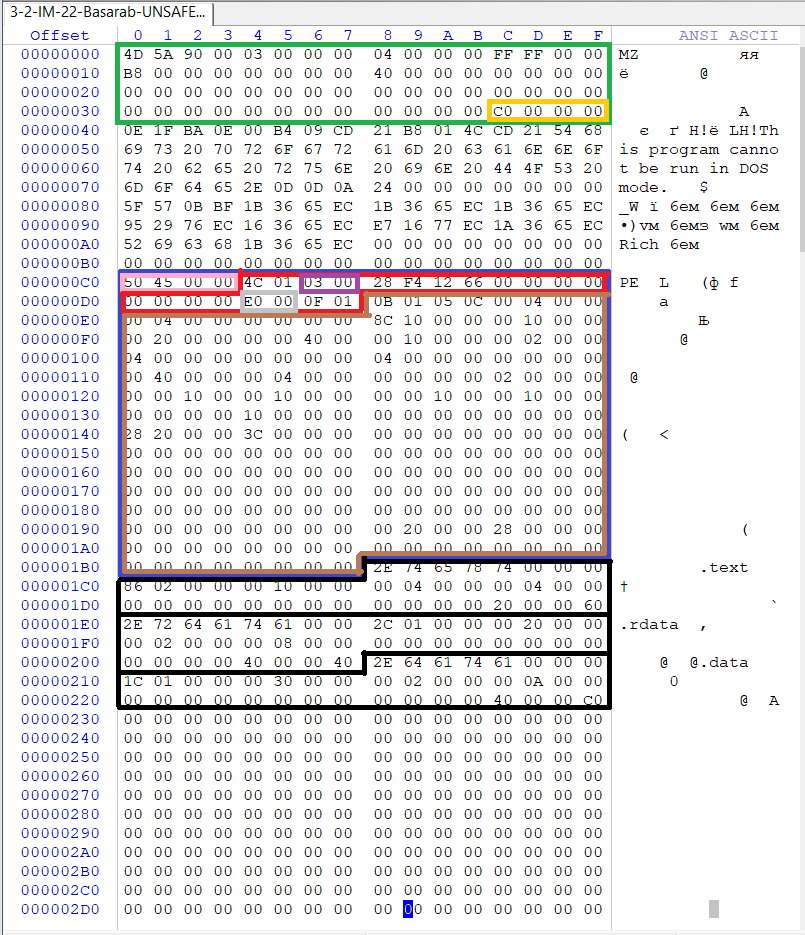 3-2-IM-22-Basarab-UNSAFE...
Offset 0 1 2 3 4 5 6 7 8 9 A B C D E F ANSI ASCII
00000000 4D 5A 90 00 03 00 00 00 04 00 00 00 FF FF 00 00 MZ яя
00000010 B8 00 00 00 00 00 00 00 40 00 00 00 00 00 00 00 ё @
00000020 00 00 00 00 00 00 00 00 00 00 00 00 00 00 00 00
00000030 00 00 00 00 00 00 00 00 00 00 00 00 C0 00 00 00 А
00000040 0E 1F BA 0E 00 B4 09 CD 21 B8 01 4C CD 21 54 68 є ґ Н!ё LН!Th
00000050 69 73 20 70 72 6F 67 72 61 6D 20 63 61 6E 6E 6F is program canno
00000060 74 20 62 65 20 72 75 6E 20 69 6E 20 44 4F 53 20 t be run in DOS
00000070 6D 6F 64 65 2E 0D 0D 0A 24 00 00 00 00 00 00 00 mode. $
00000080 5F 57 0B BF 1B 36 65 EC 1B 36 65 EC 1B 36 65 EC _W ї 6eм 6eм 6eм
00000090 95 29 76 EC 1C 16 36 65 EC E7 16 77 EC 1A 36 65 EC •)vм 6eмз wм 6eм
000000A0 52 69 63 68 1B 36 65 EC 00 00 00 00 00 00 00 00 Rich 6eм
000000B0 00 00 00 00 00 00 00 00 00 00 00 00 00 00 00 00
000000C0 50 45 00 00 4C 01 03 00 28 F4 12 66 00 00 00 00 PE L (ф f
000000D0 00 00 00 00 E0 00 0F 01 0B 01 05 0C 00 04 00 00 а
000000E0 00 04 00 00 00 00 00 00 8C 10 00 00 00 10 00 00 Њ
000000F0 00 20 00 00 00 40 00 00 00 10 00 00 00 02 00 00 @
00000100 04 00 00 00 00 00 00 00 04 00 00 00 00 00 00 00
00000110 00 40 00 00 00 04 00 00 00 00 00 00 02 00 00 00 @
00000120 00 00 10 00 00 10 00 00 00 00 10 00 00 10 00 00
00000130 00 00 00 00 10 00 00 00 00 00 00 00 00 00 00 00
00000140 28 20 00 00 3C 00 00 00 00 00 00 00 00 00 00 00 ( <
00000150 00 00 00 00 00 00 00 00 00 00 00 00 00 00 00 00
00000160 00 00 00 00 00 00 00 00 00 00 00 00 00 00 00 00
00000170 00 00 00 00 00 00 00 00 00 00 00 00 00 00 00 00
00000180 00 00 00 00 00 00 00 00 00 00 00 00 00 00 00 00
00000190 00 00 00 00 00 00 00 00 00 20 00 00 28 00 00 00 (
000001A0 00 00 00 00 00 00 00 00 00 00 00 00 00 00 00 00
000001B0 00 00 00 00 00 00 00 00 2E 74 65 78 74 00 00 00 .text
000001C0 86 02 00 00 00 10 00 00 00 04 00 00 00 04 00 00 †
000001D0 00 00 00 00 00 00 00 00 00 00 00 00 20 00 00 60 `
000001E0 2E 72 64 61 74 61 00 00 2C 01 00 00 00 20 00 00 .rdata ,
000001F0 00 02 00 00 00 08 00 00 00 00 00 00 00 00 00 00
00000200 00 00 00 00 40 00 00 40 2E 64 61 74 61 00 00 00 @ @.data
00000210 1C 01 00 00 00 30 00 00 00 02 00 00 00 0A 00 00 0
00000220 00 00 00 00 00 00 00 00 00 00 00 00 40 00 00 C0 @ А
00000230 00 00 00 00 00 00 00 00 00 00 00 00 00 00 00 00
00000240 00 00 00 00 00 00 00 00 00 00 00 00 00 00 00 00
00000250 00 00 00 00 00 00 00 00 00 00 00 00 00 00 00 00
00000260 00 00 00 00 00 00 00 00 00 00 00 00 00 00 00 00
00000270 00 00 00 00 00 00 00 00 00 00 00 00 00 00 00 00
00000280 00 00 00 00 00 00 00 00 00 00 00 00 00 00 00 00
00000290 00 00 00 00 00 00 00 00 00 00 00 00 00 00 00 00
000002A0 00 00 00 00 00 00 00 00 00 00 00 00 00 00 00 00
000002B0 00 00 00 00 00 00 00 00 00 00 00 00 00 00 00 00
000002C0 00 00 00 00 00 00 00 00 00 00 00 00 00 00 00 00
000002D0 00 00 00 00 00 00 00 00 00 00 00 00 00 00 00 00